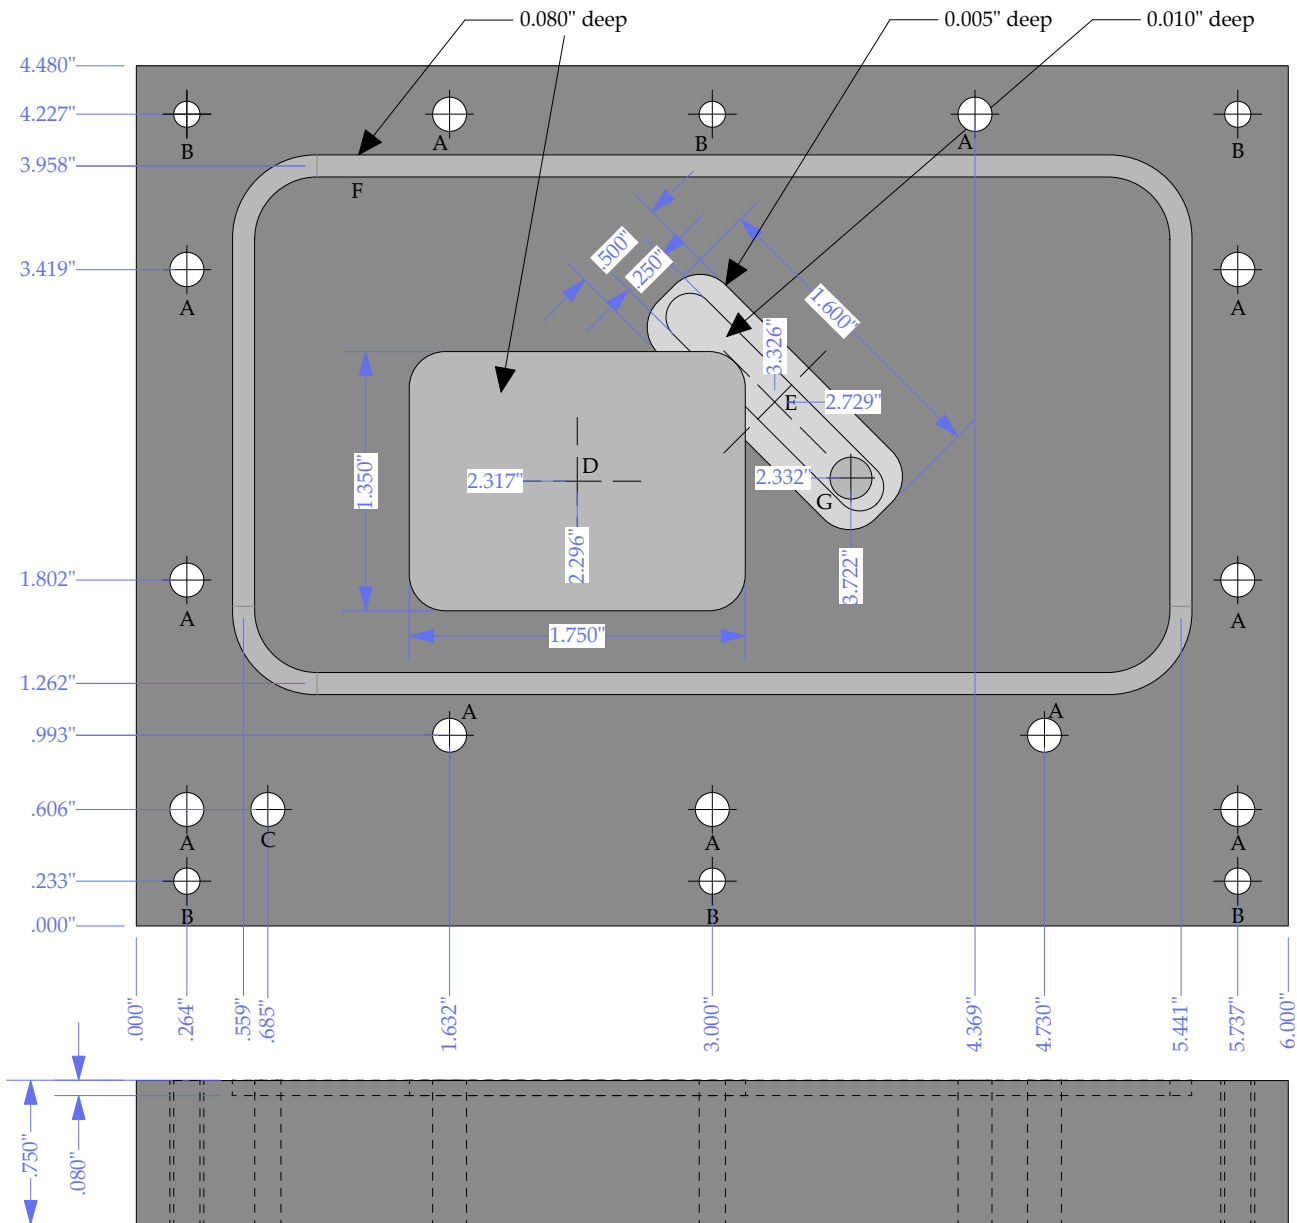 0.080" deep
0.005" deep
0.010" deep
4.480"
4.227"
B
A
B
A
B
3.958"
F
3.419"
A
A
.500"
.250"
1.600"
3.326"
E
2.729"
1.350"
D
2.317"
2.332"
G
2.296"
3.722"
1.802"
A
A
1.750"
1.262"
A
A
.993"
.606"
A
C
A
A
.233"
B
B
B
.000"
.000"
.264"
.559"
.685"
1.632"
3.000"
4.369"
4.730"
5.441"
5.737"
6.000"
.750"
.080"